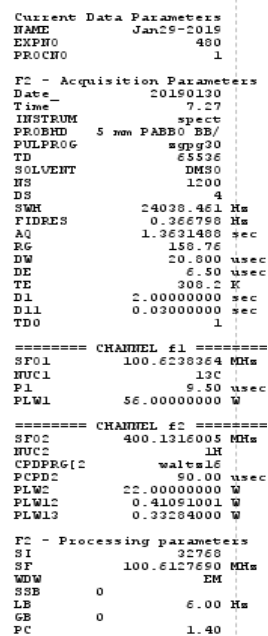 Current Data Parameters
NAME Jan29-2019
EXPNO 480
PROCNO 1
F2 - Acquisition Parameters
Date_ 20190130
Time 7.27
INSTRUM spect
PROBHD 5 mm PABBO BB/
PULPROG zgpg30
TD 65536
SOLVENT DMSO
NS 1200
DS 4
SWH 24038.461 Hz
FIDRES 0.366798 Hz
AQ 1.3631488 sec
RG 158.76
DW 20.800 usec
DE 6.50 usec
TE 308.2 K
D1 2.00000000 sec
D11 0.03000000 sec
TD0 1
======== CHANNEL f1 ========
SFO1 100.6238364 MHz
NUC1 13C
P1 9.50 usec
PLW1 56.00000000 W
======== CHANNEL f2 ========
SFO2 400.1316005 MHz
NUC2 1H
CPDPRG[2 waltz16
PCPD2 90.00 usec
PLW2 22.00000000 W
PLW12 0.41091001 W
PLW13 0.33284000 W
F2 - Processing parameters
SI 32768
SF 100.6127690 MHz
WDW EM
SSB 0
LB 6.00 Hz
GB 0
PC 1.40